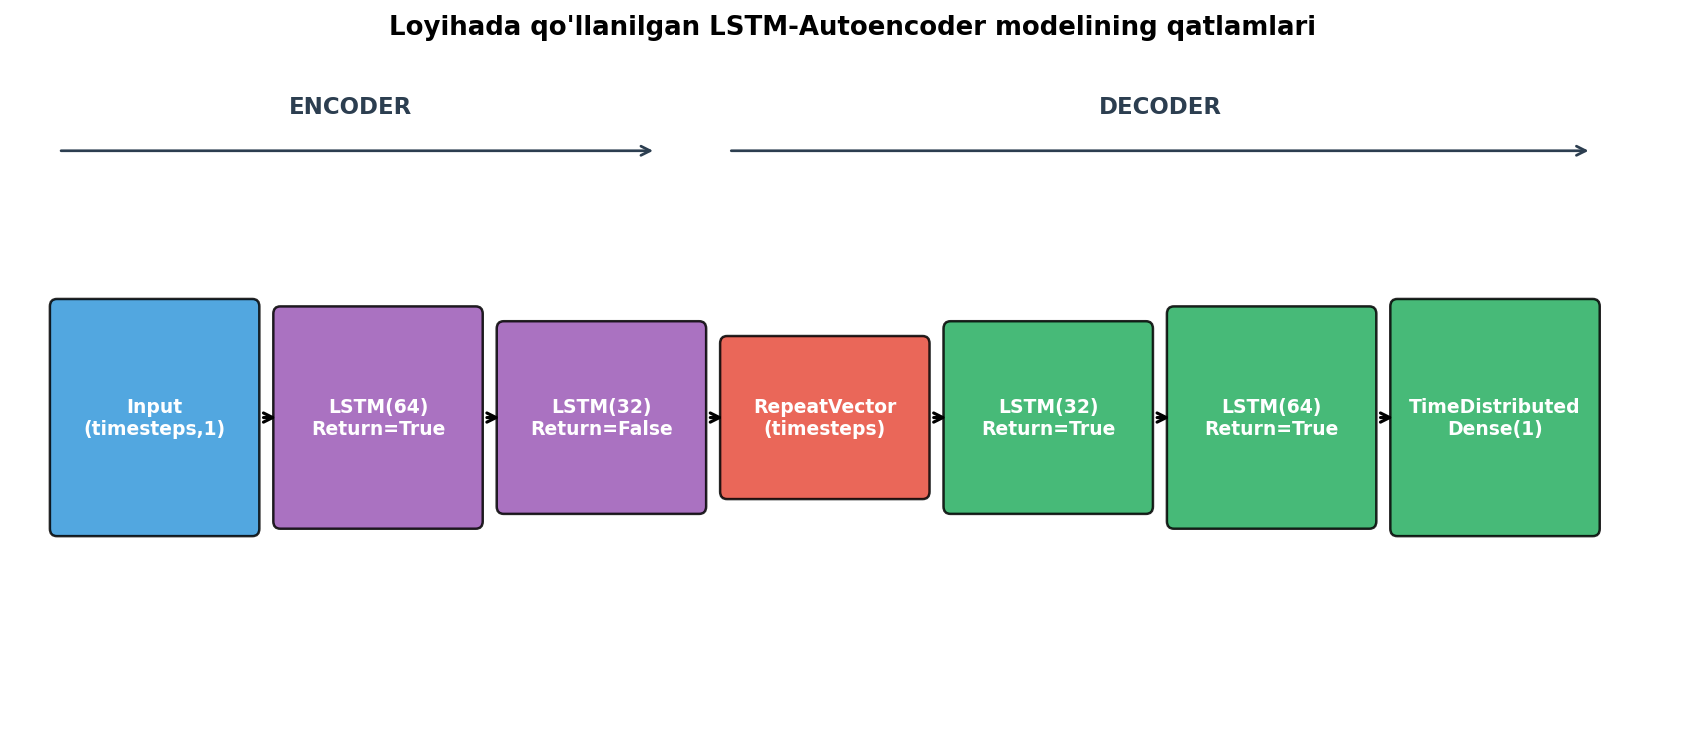 Loyihada qo'llanilgan LSTM-Autoencoder modelining qatlamlari
ENCODER
DECODER
Input
(timesteps,1)
LSTM(64)
Return=True
LSTM(32)
Return=False
RepeatVector
(timesteps)
LSTM(32)
Return=True
LSTM(64)
Return=True
TimeDistributed
Dense(1)